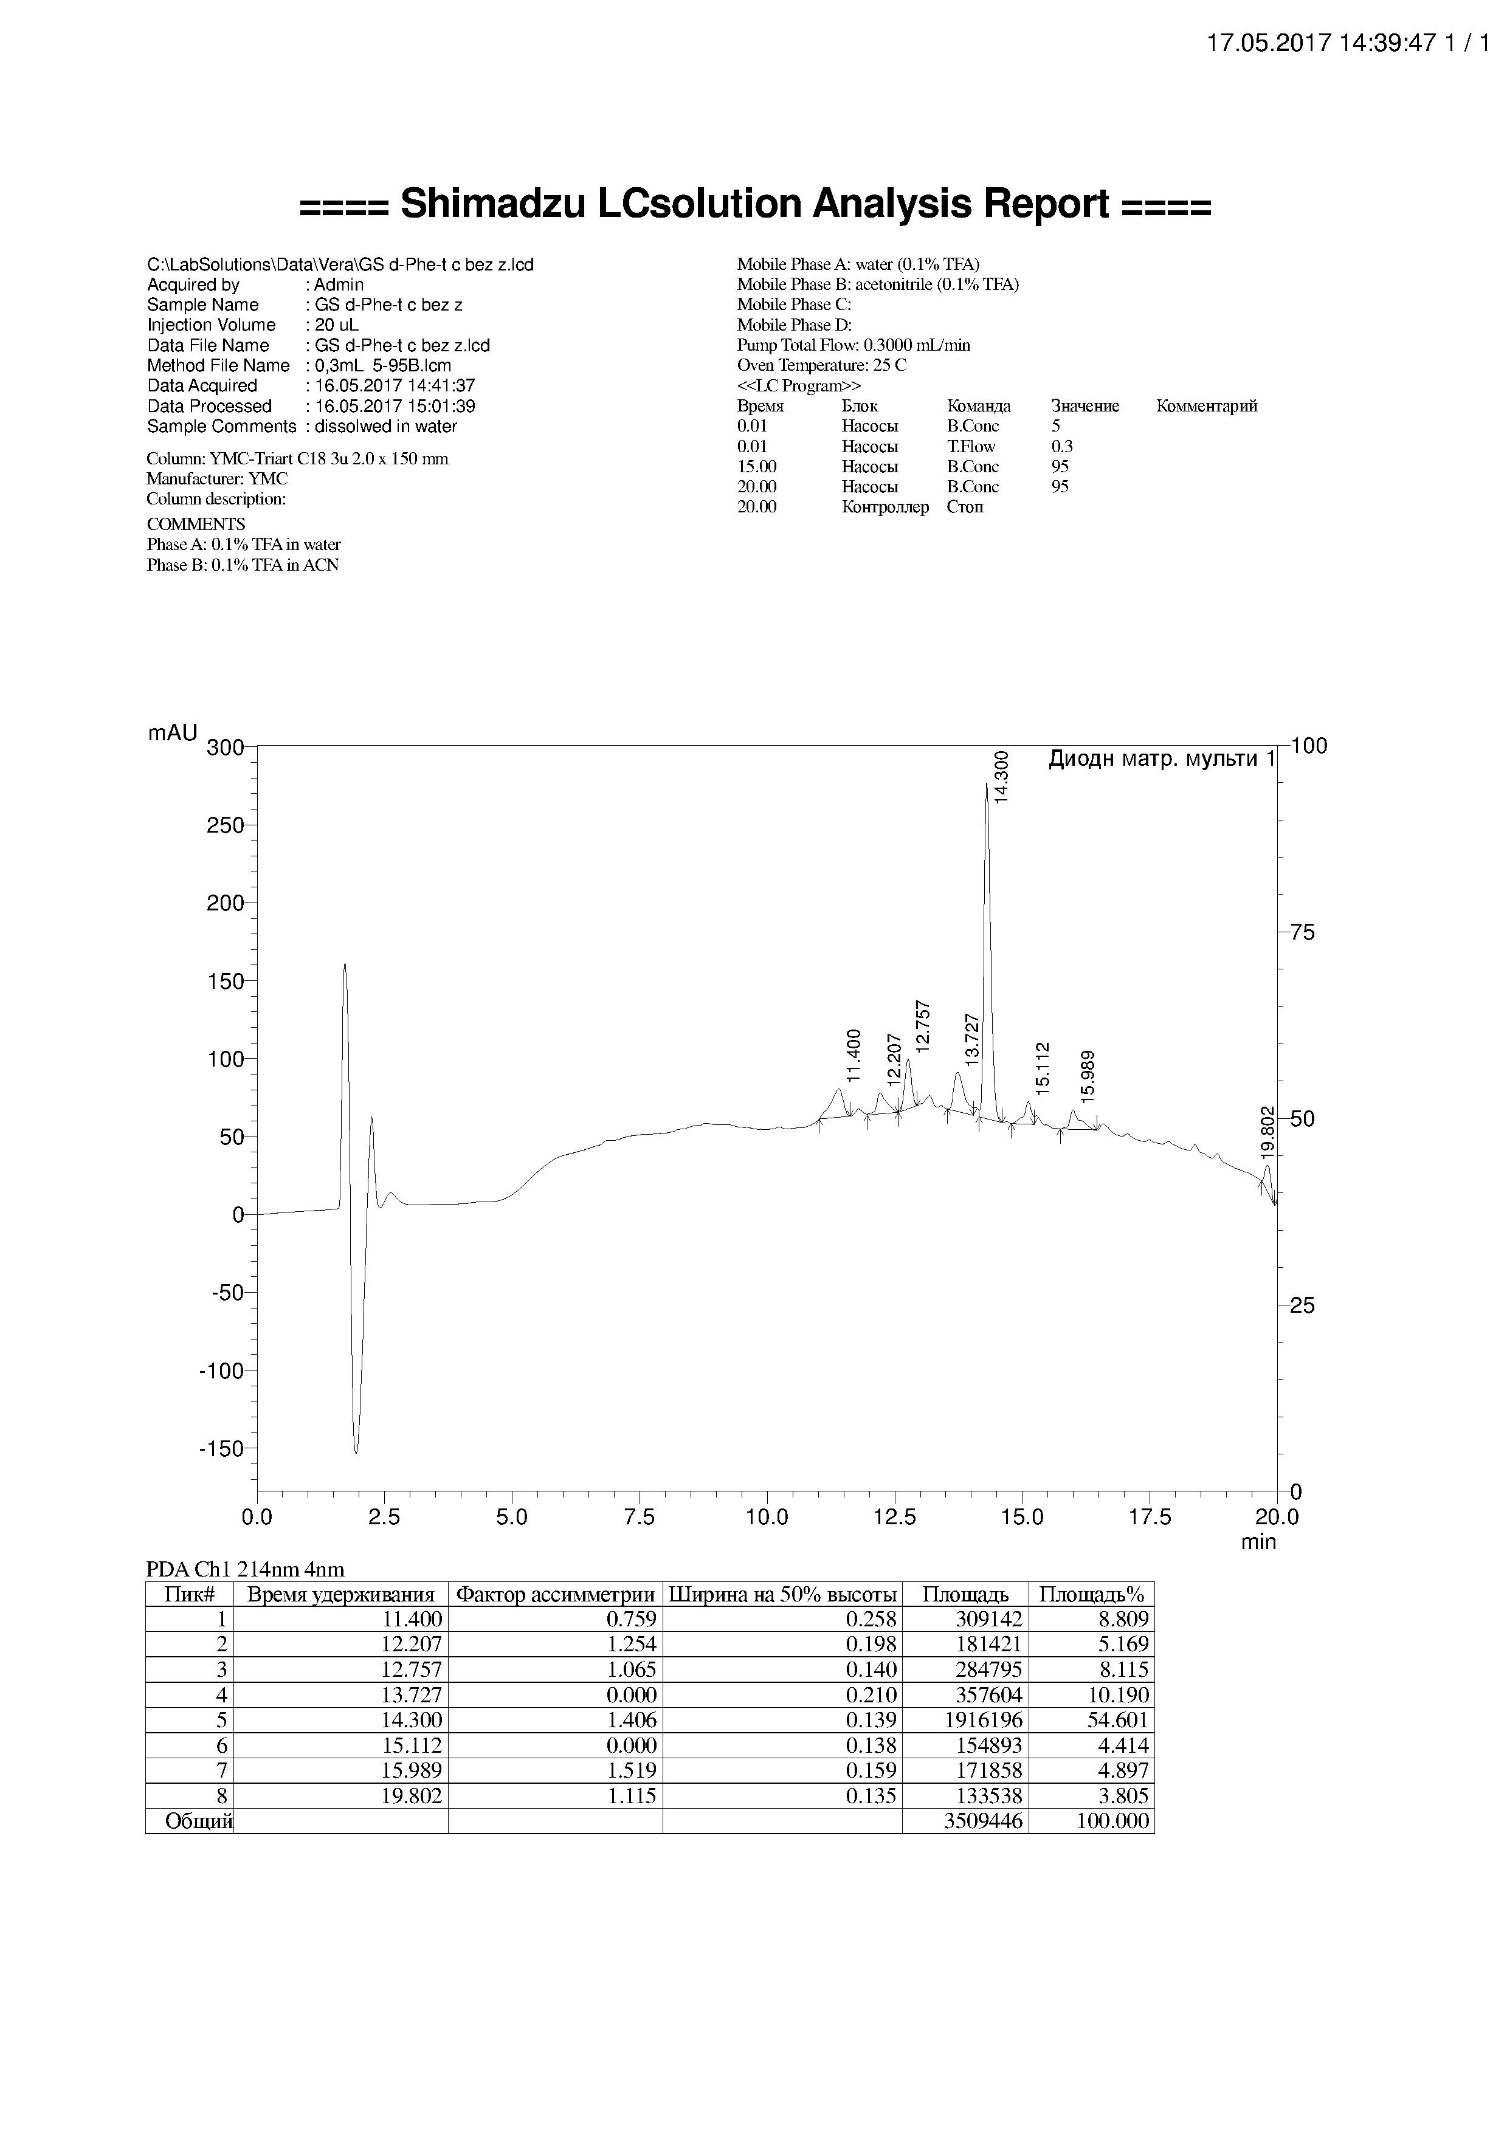 17.05.2017 14:39:47 1 / 1
==== Shimadzu LCsolution Analysis Report ====
C:\LabSolutions\Data\Vera\GS d-Phe-t c bez z.lcd
Acquired by : Admin
Sample Name : GS d-Phe-t c bez z
Injection Volume : 20 uL
Data File Name : GS d-Phe-t c bez z.lcd
Method File Name : 0,3mL 5-95B.lcm
Data Acquired : 16.05.2017 14:41:37
Data Processed : 16.05.2017 15:01:39
Sample Comments : dissolwed in water
Column: YMC-Triart C18 3u 2.0 x 150 mm
Manufacturer: YMC
Column description:
COMMENTS
Phase A: 0.1% TFA in water
Phase B: 0.1% TFA in ACN
Mobile Phase A: water (0.1% TFA)
Mobile Phase B: acetonitrile (0.1% TFA)
Mobile Phase C:
Mobile Phase D:
Pump Total Flow: 0.3000 mL/min
Oven Temperature: 25 C
<<LC Program>>
Время Блок Команда Значение Комментарий
0.01 Насосы B.Conc 5
0.01 Насосы T.Flow 0.3
15.00 Насосы B.Conc 95
20.00 Насосы B.Conc 95
20.00 Контроллер Стоп
mAU
Диодн матр. мульти 1
300
250
200
150
100
50
0
-50
-100
-150
11.400
12.207
12.757
13.727
14.300
15.112
15.989
19.802
100
75
50
25
0
0.0 2.5 5.0 7.5 10.0 12.5 15.0 17.5 20.0
min
PDA Ch1 214nm 4nm
Пик# Время удерживания Фактор ассимметрии Ширина на 50% высоты Площадь Площадь%
1 11.400 0.759 0.258 309142 8.809
2 12.207 1.254 0.198 181421 5.169
3 12.757 1.065 0.140 284795 8.115
4 13.727 0.000 0.210 357604 10.190
5 14.300 1.406 0.139 1916196 54.601
6 15.112 0.000 0.138 154893 4.414
7 15.989 1.519 0.159 171858 4.897
8 19.802 1.115 0.135 133538 3.805
Общий 3509446 100.000